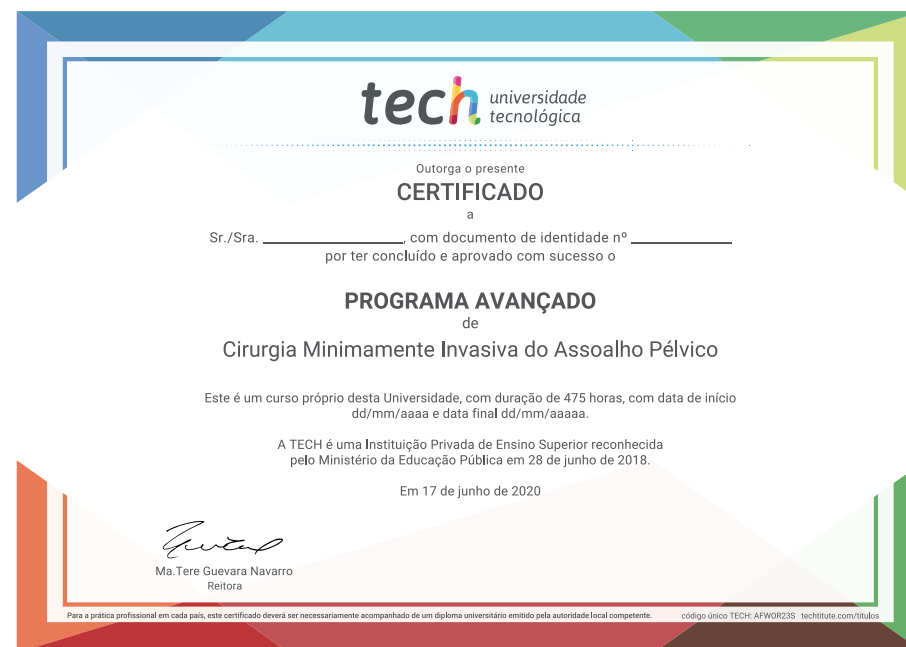 tech universidade
tecnológica
Outorga o presente
CERTIFICADO
a
Sr./Sra. ____________, com documento de identidade nº ____________
por ter concluído e aprovado com sucesso o
PROGRAMA AVANÇADO
de
Cirurgia Minimamente Invasiva do Assoalho Pélvico
Este é um curso próprio desta Universidade, com duração de 475 horas, com data de início
dd/mm/aaaa e data final dd/mm/aaaaa.
A TECH é uma Instituição Privada de Ensino Superior reconhecida
pelo Ministério da Educação Pública em 28 de junho de 2018.
Em 17 de junho de 2020
Ma.Tere Guevara Navarro
Reitora
Para a prática profissional em cada país, este certificado deverá ser necessariamente acompanhado de um diploma universitário emitido pela autoridade local competente. código único TECH: AFWOR23S techtitute.com/titulos